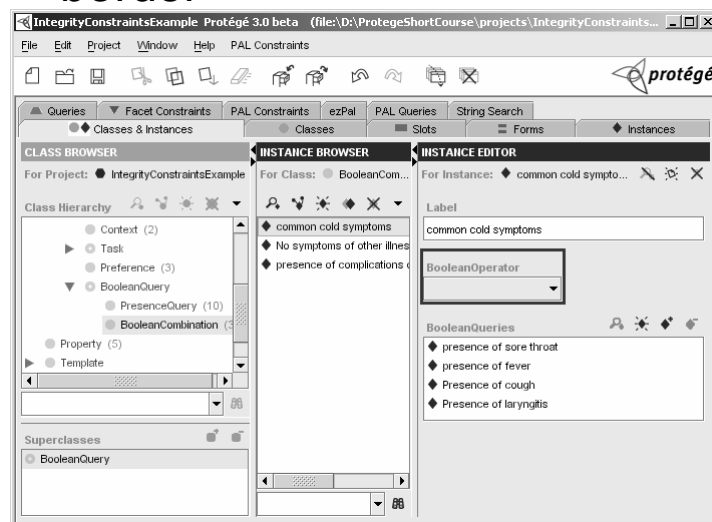 IntegrityConstraintsExample Protégé 3.0 beta (file:\D:\ProtegeShortCourse\projects\IntegrityConstraints...
File Edit Project Window Help PAL Constraints
protégé
Queries Facet Constraints PAL Constraints ezPal PAL Queries String Search
Classes & Instances Classes Slots Forms Instances
CLASS BROWSER
For Project: IntegrityConstraintsExample
Class Hierarchy
Context (2)
Task
Preference (3)
BooleanQuery
PresenceQuery (10)
BooleanCombination (3
Property (5)
Template
Superclasses
BooleanQuery
INSTANCE BROWSER
For Class: BooleanCom...
common cold symptoms
No symptoms of other illnes
presence of complications
INSTANCE EDITOR
For Instance: common cold sympto...
Label
common cold symptoms
BooleanOperator
BooleanQueries
presence of sore throat
presence of fever
Presence of cough
Presence of laryngitis